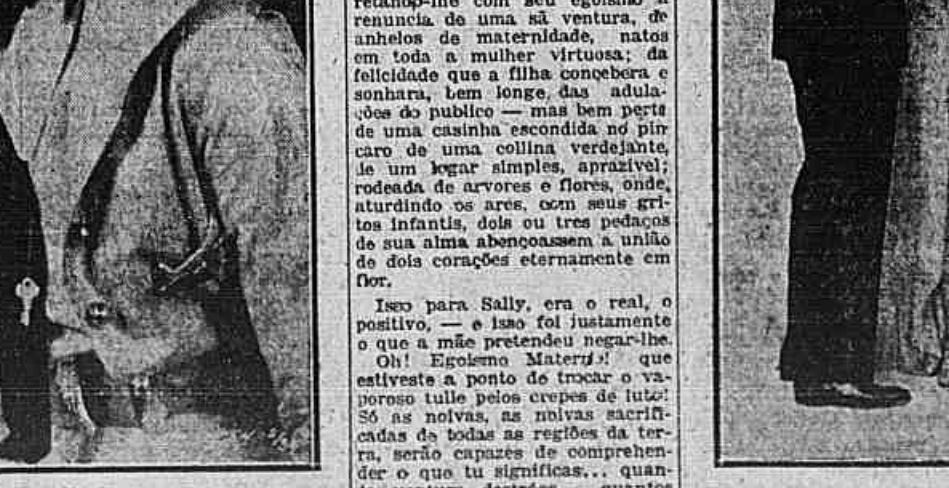 com seu egoismo a
renuncia de uma sã ventura, de
anhelos de maternidade, natos
em toda a mulher virtuosa; da
felicidade que a filha conçebera e
sonhara, bem longe das adula-
ções do publico — mas bem perto
de uma casinha escondida no pin
caro de uma collina verdejante,
de um logar simples, aprazivel;
rodeada de arvores e flores, onde,
aturdindo os ares, com seus gri-
tos infantis, dois ou tres pedaços
de sua alma abençoassem a união
de dois corações eternamente em
flor.
Isso para Sally, era o real, o
positivo, — e isso foi justamente
o que a mãe pretendeu negar-lhe.
Oh! Egoismo Materno! que
estiveste a ponto de trocar o va-
poroso tulle pelos crepes de luto!
Só as noivas, as noivas sacrifi-
cadas de todas as regiões da ter-
ra, serão capazes de comprehen-
der o que tu significas... quan-